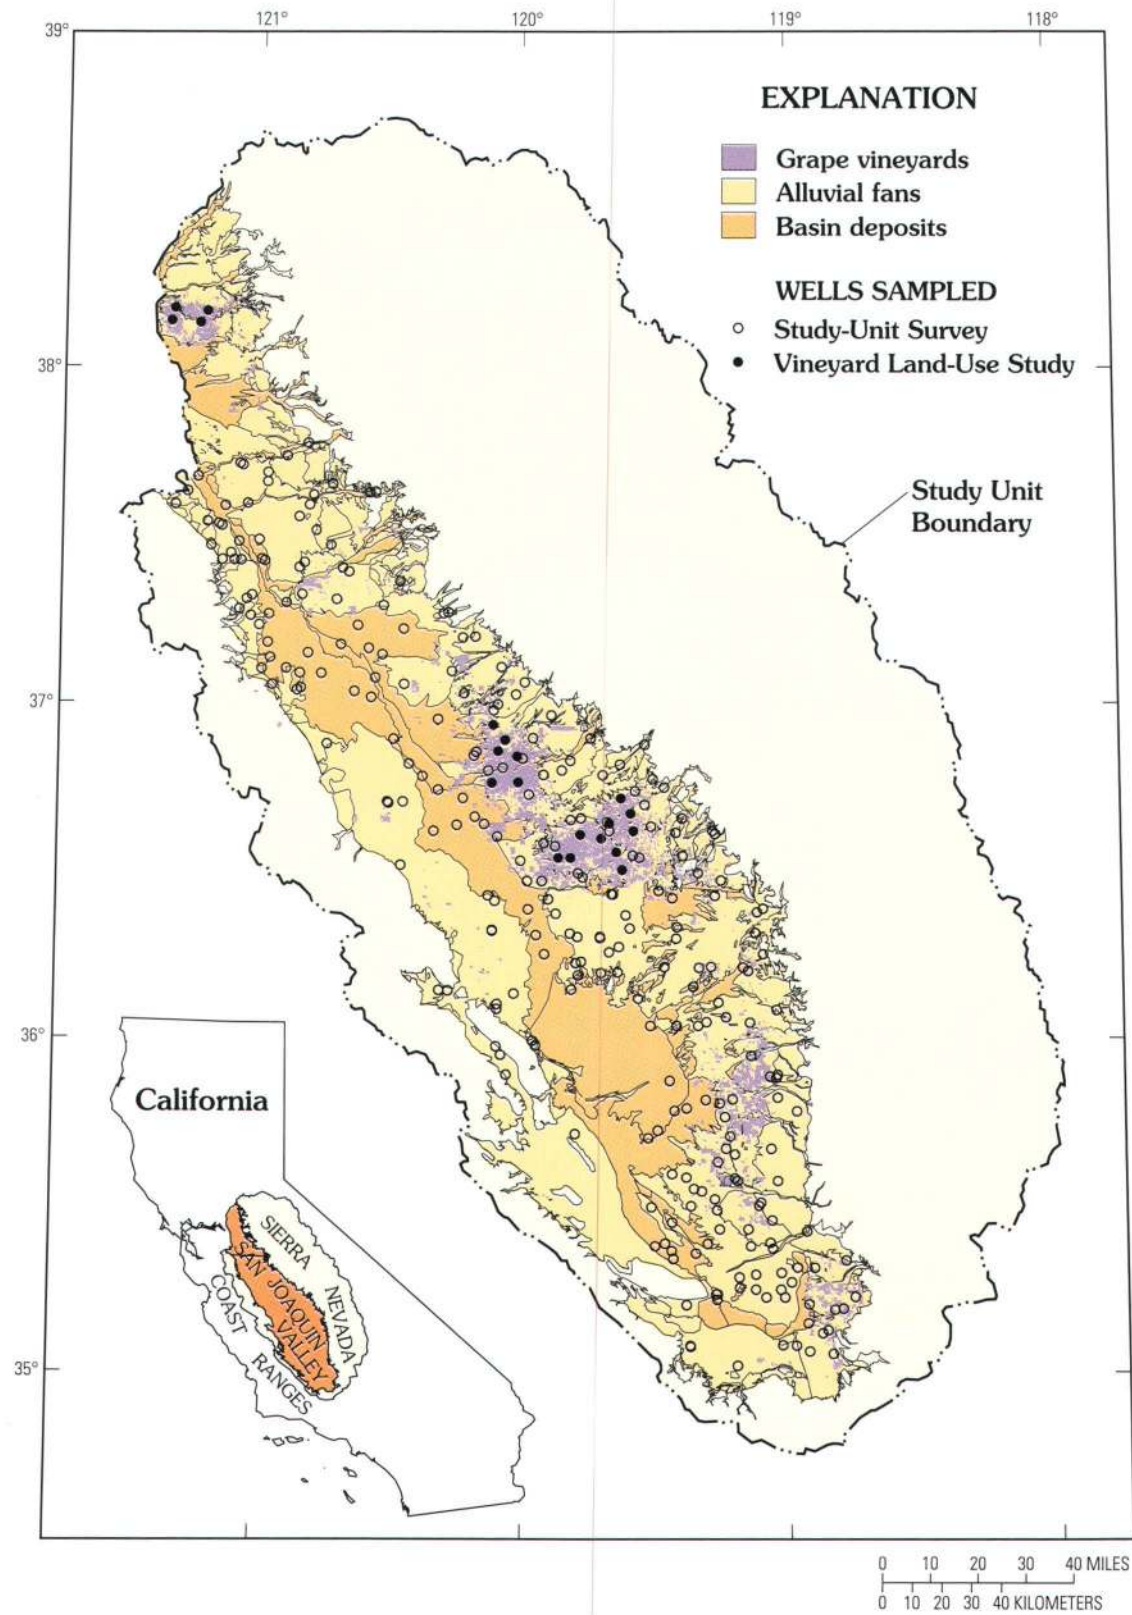 121°
120°
119°
118°
39°
EXPLANATION
Grape vineyards
Alluvial fans
Basin deposits
WELLS SAMPLED
Study-Unit Survey
Vineyard Land-Use Study
38°
Study Unit
Boundary
37°
36°
California
SIERRA NEVADA
SAN JOAQUIN
VALLEY
COAST RANGES
35°
0 10 20 30 40 MILES
0 10 20 30 40 KILOMETERS